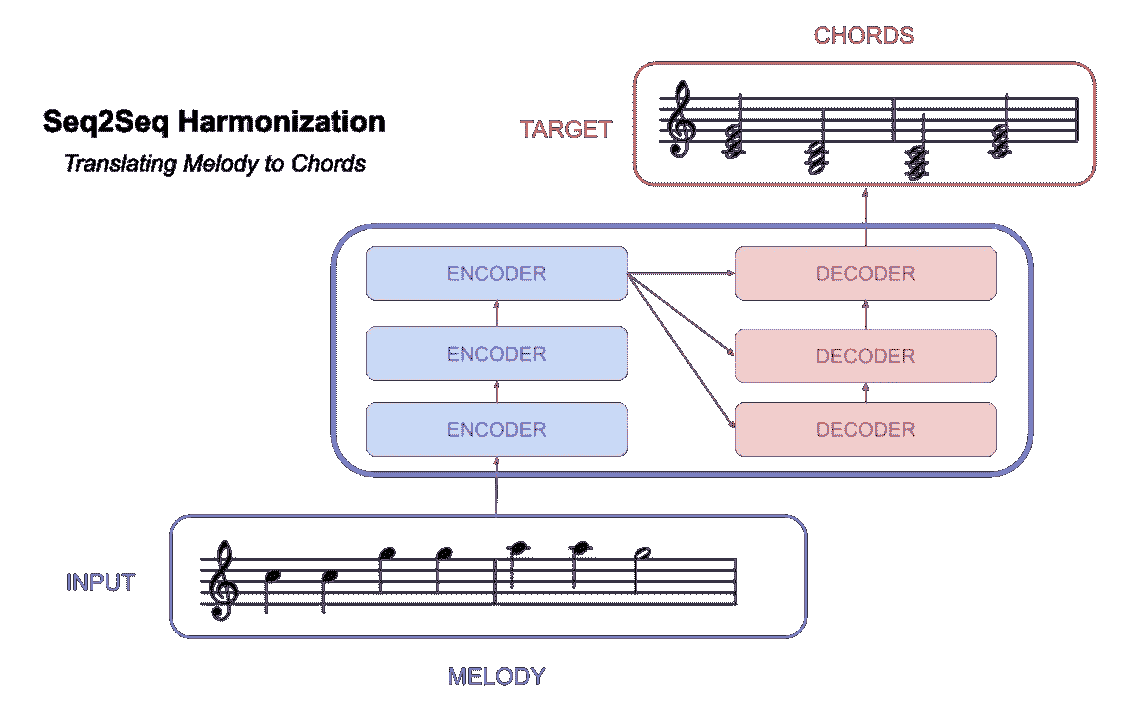 CHORDS
Seq2Seq Harmonization
Translating Melody to Chords
TARGET
ENCODER
DECODER
ENCODER
DECODER
ENCODER
DECODER
INPUT
MELODY